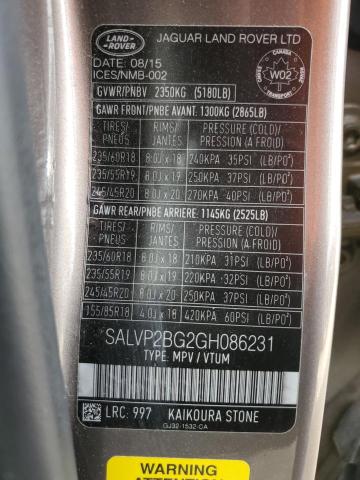 LAND-ROVER
JAGUAR LAND ROVER LTD
DATE 08/15
ICES/NMB-002
CANADA
W02
GVWR/PNBV 2350KG (5180LB)
GAWR FRONT/PNBE AVANT. 1300KG (2865LB)
TIRES/PNEUS RIMS/JANTES PRESSURE (COLD)/PRESSION (A FROID)
235/60R18 8.0J x 18 240KPA 35PSI (LB/PO²)
235/55R19 8.0J x 19 250KPA 37PSI (LB/PO²)
245/45R20 8.0J x 20 270KPA 40PSI (LB/PO²)
GAWR REAR/PNBE ARRIERE: 1145KG (2525LB)
TIRES/PNEUS RIMS/JANTES PRESSURE (COLD)/PRESSION (A FROID)
235/60R18 8.0J x 18 210KPA 31PSI (LB/PO²)
235/55R19 8.0J x 19 220KPA 32PSI (LB/PO²)
245/45R20 8.0J x 20 250KPA 37PSI (LB/PO²)
155/85R18 4.0J x 18 420KPA 60PSI (LB/PO²)
SALVP2BG2GH086231
TYPE: MPV / VTUM
LRC: 997 KAIKOURA STONE
GJ32-1532-CA
WARNING